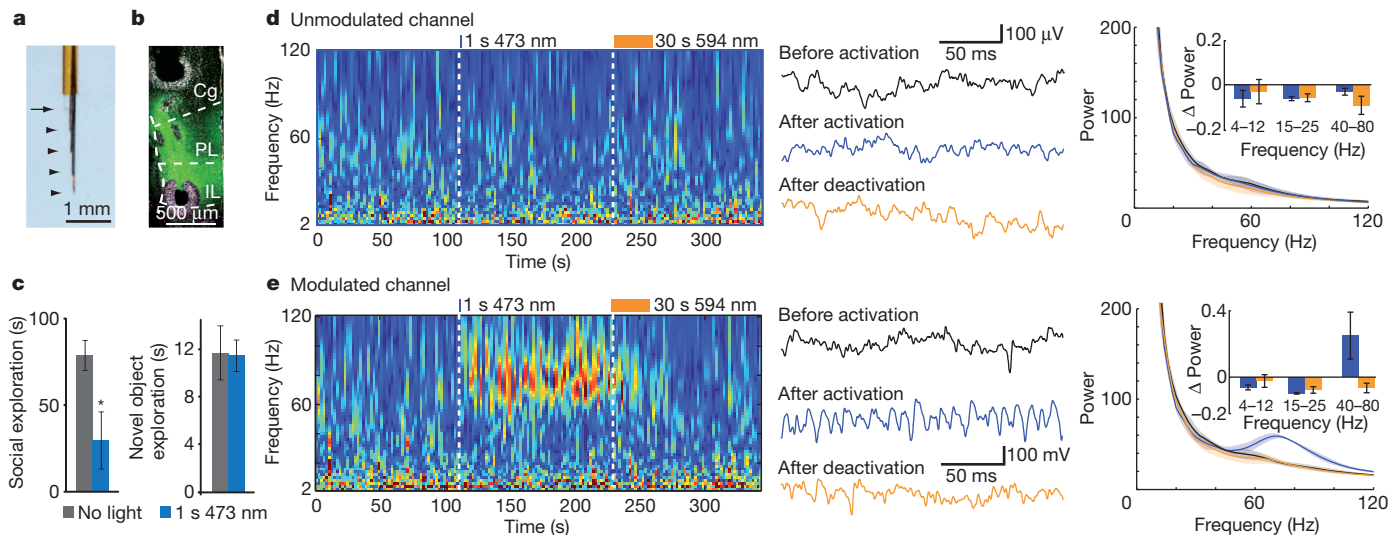 a
1 mm
b
Cg
PL
IL
500 μm
c
Social exploration (s)
100
50
0
*
Novel object
exploration (s)
12
8
4
0
No light
1 s 473 nm
d Unmodulated channel
1 s 473 nm
30 s 594 nm
Frequency (Hz)
120
60
2
0 50 100 150 200 250 300
Time (s)
Before activation
100 μV
50 ms
After activation
After deactivation
Power
200
100
0
0 60 120
Frequency (Hz)
Δ Power
0.2
0
–0.2
4–12 15–25 40–80
Frequency (Hz)
e Modulated channel
1 s 473 nm
30 s 594 nm
Frequency (Hz)
120
60
2
0 50 100 150 200 250 300
Time (s)
Before activation
After activation
100 mV
50 ms
After deactivation
Power
200
100
0
0 60 120
Frequency (Hz)
Δ Power
0.4
0
–0.2
4–12 15–25 40–80
Frequency (Hz)